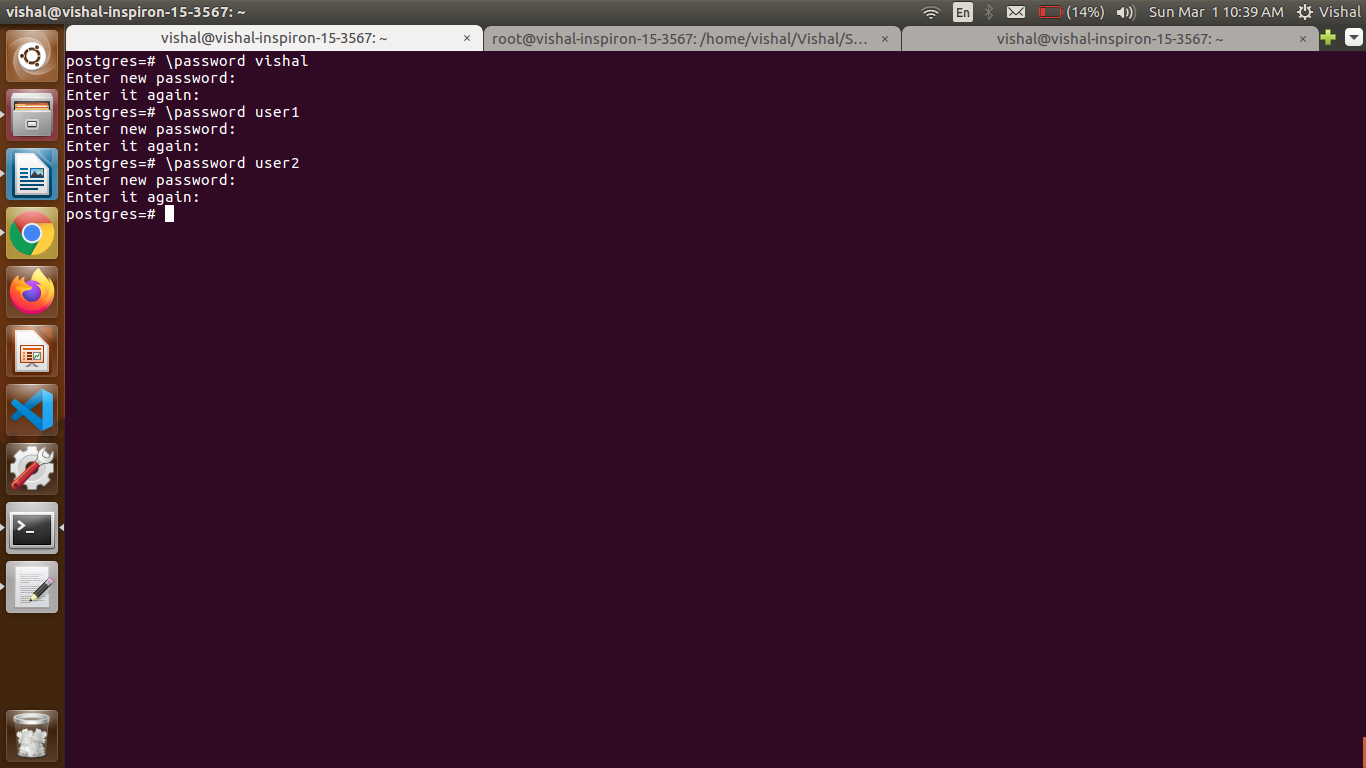 vishal@vishal-inspiron-15-3567: ~
En
(14%)
Sun Mar 1 10:39 AM
Vishal
vishal@vishal-inspiron-15-3567: ~ ×
root@vishal-inspiron-15-3567: /home/vishal/Vishal/S... ×
vishal@vishal-inspiron-15-3567: ~ ×
postgres=# \password vishal
Enter new password:
Enter it again:
postgres=# \password user1
Enter new password:
Enter it again:
postgres=# \password user2
Enter new password:
Enter it again:
postgres=#